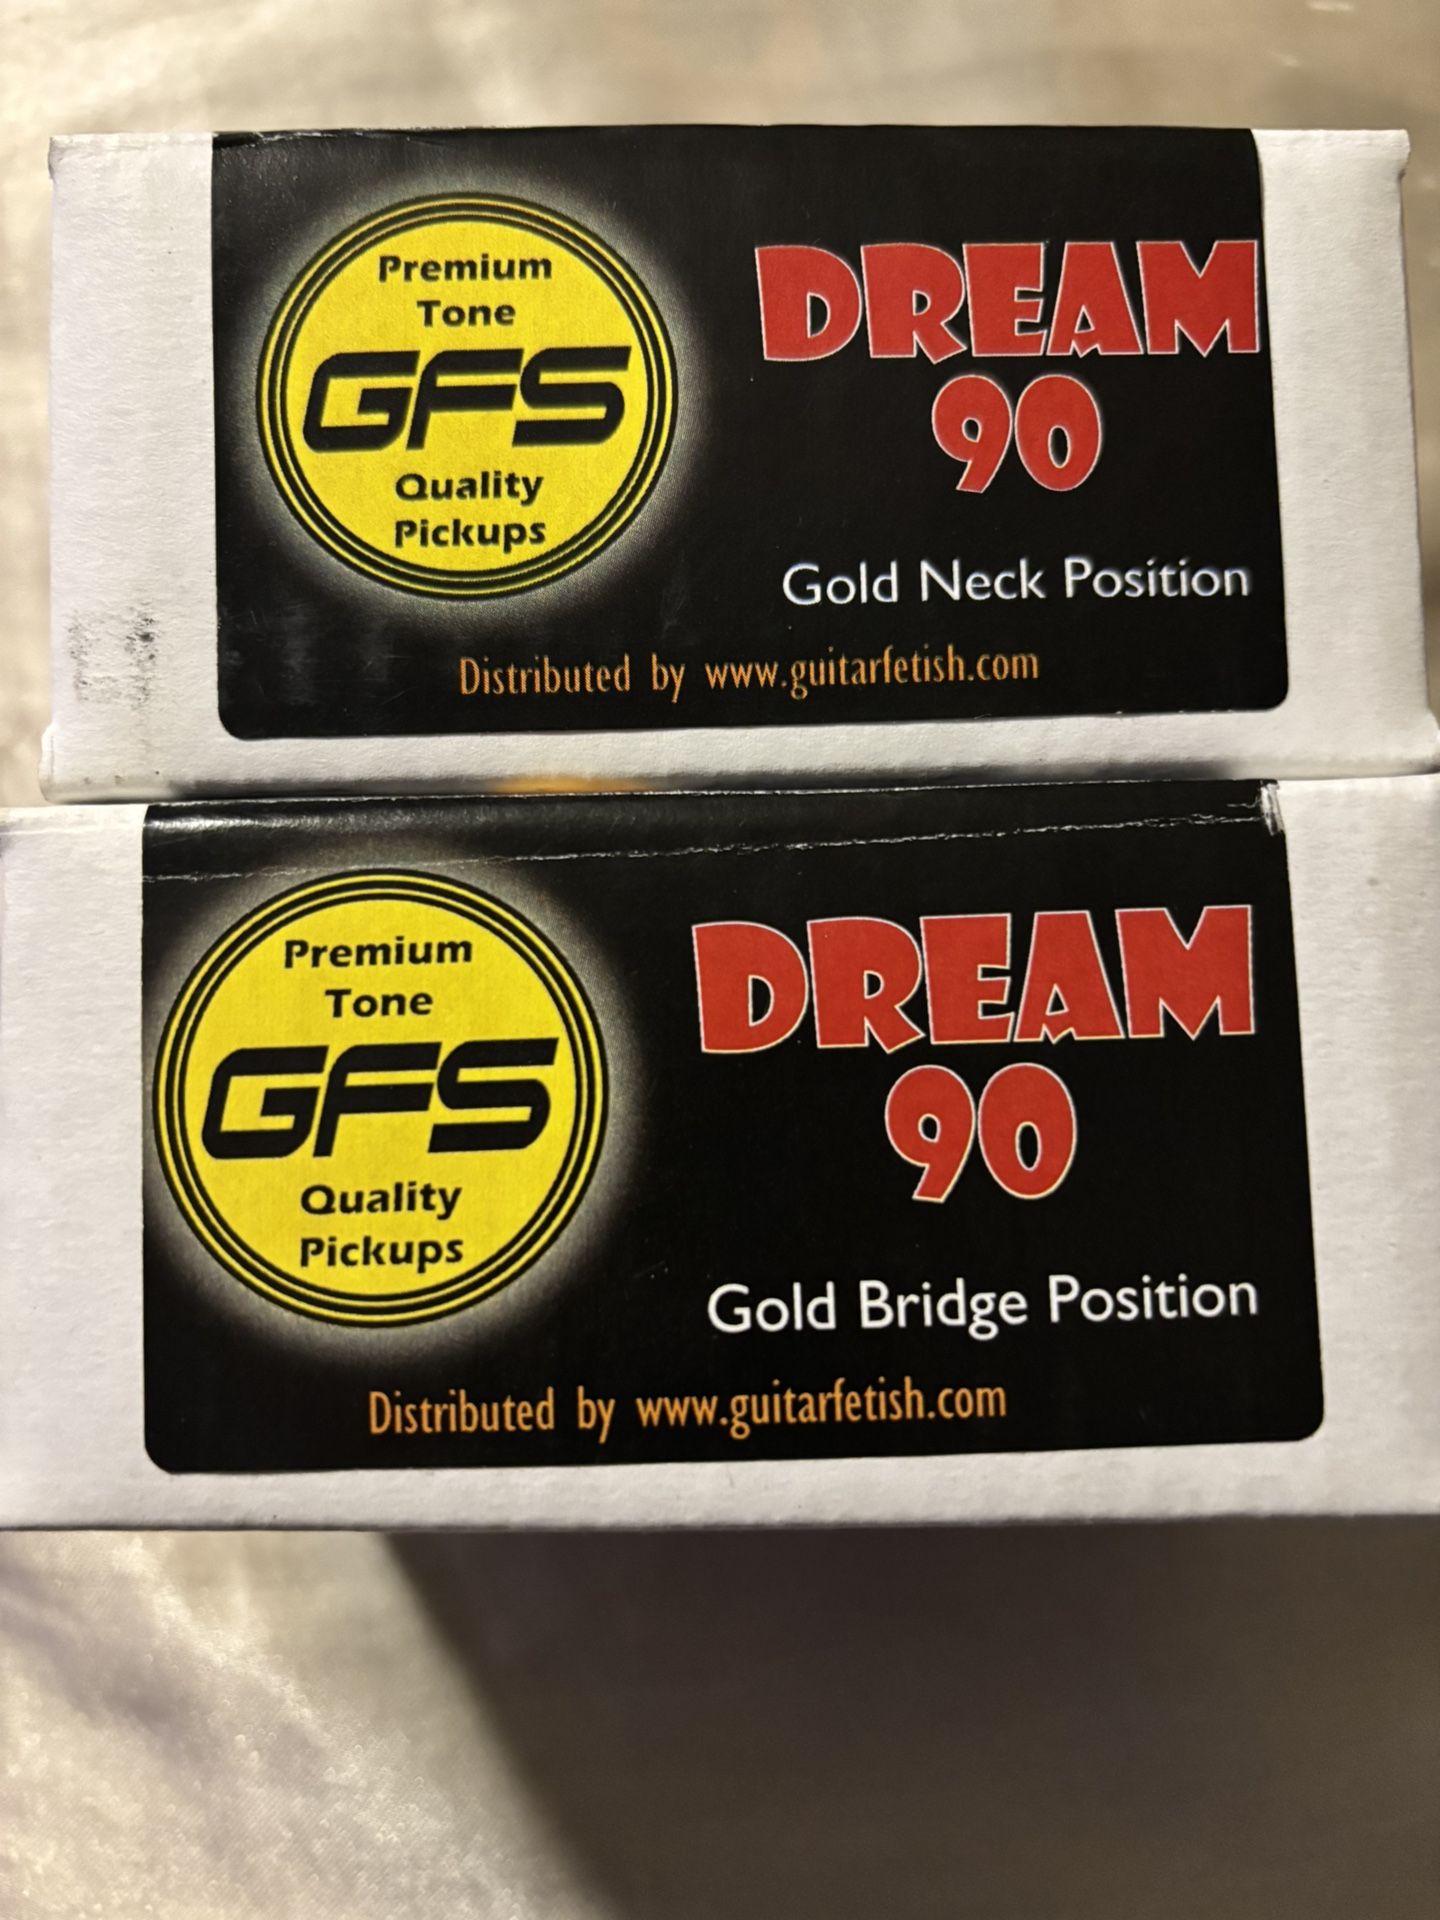 Premium
Tone
GFS
Quality
Pickups
DREAM
90
Gold Neck Position
Distributed by www.guitarfetish.com
Premium
Tone
GFS
Quality
Pickups
DREAM
90
Gold Bridge Position
Distributed by www.guitarfetish.com